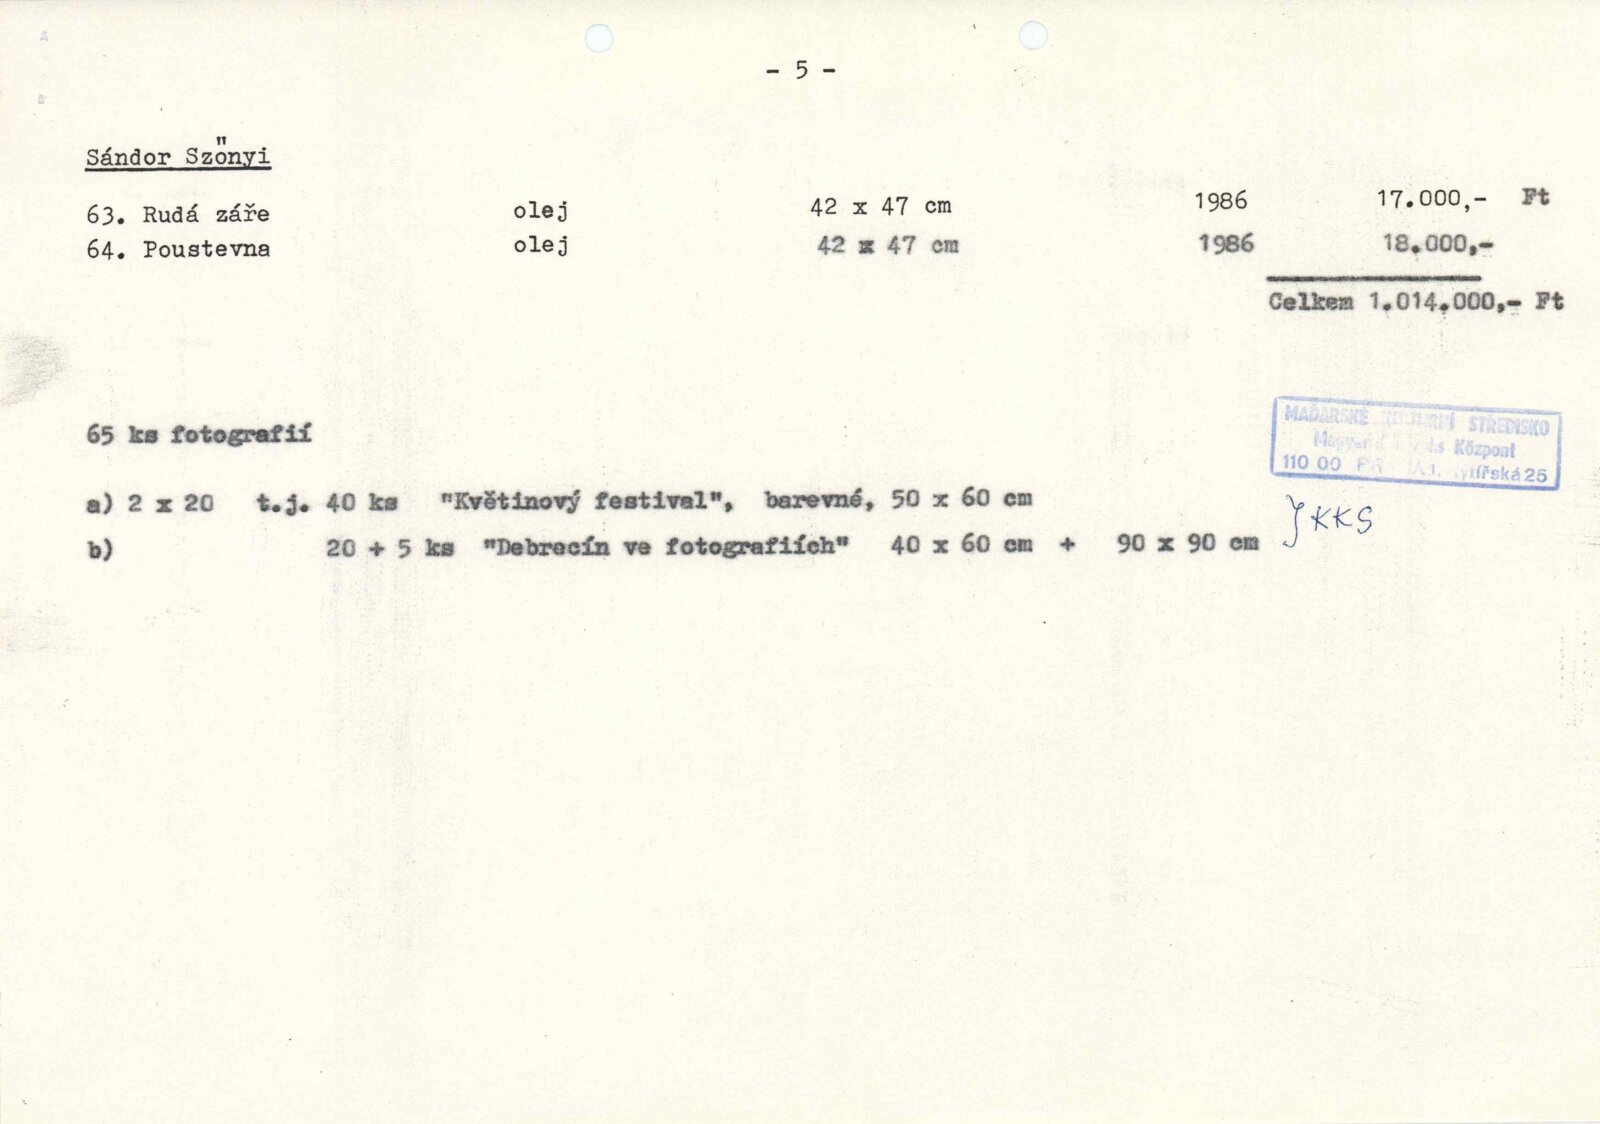 - 5 -
Sándor Szőnyi
63. Rudá záře olej 42 x 47 cm 1986 17.000,- Ft
64. Poustevna olej 42 x 47 cm 1986 18.000,-
Celkem 1.014.000,- Ft
MAĎARSKÉ KULTURNÍ STŘEDISKO
Központ
110 00 25
65 ks fotografií
a) 2 x 20 t.j. 40 ks "Květinový festival", barevné, 50 x 60 cm
} KKS
b) 20 + 5 ks "Debrecín ve fotografiích" 40 x 60 cm + 90 x 90 cm